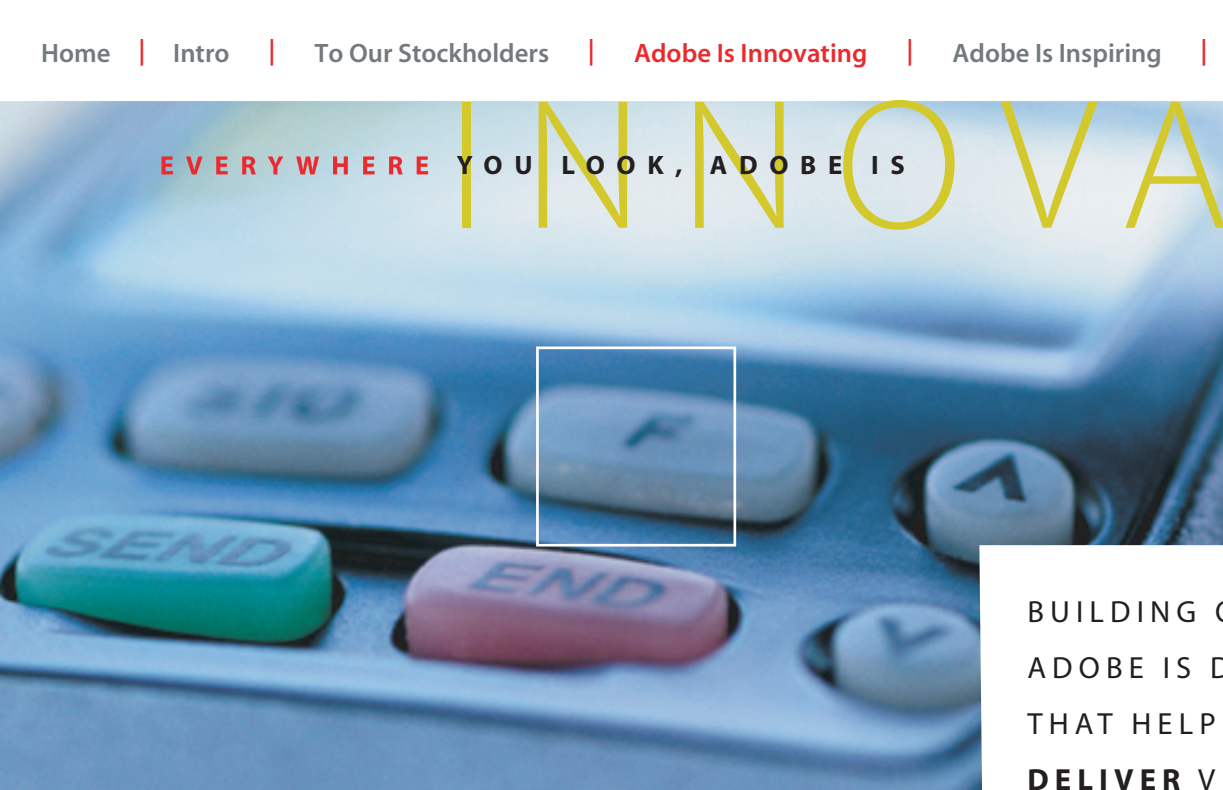 Home | Intro | To Our Stockholders | Adobe Is Innovating | Adobe Is Inspiring |
INNOVA
EVERYWHERE YOU LOOK, ADOBE IS
F
SEND
END
BUILDING
ADOBE IS
THAT HELP
DELIVER